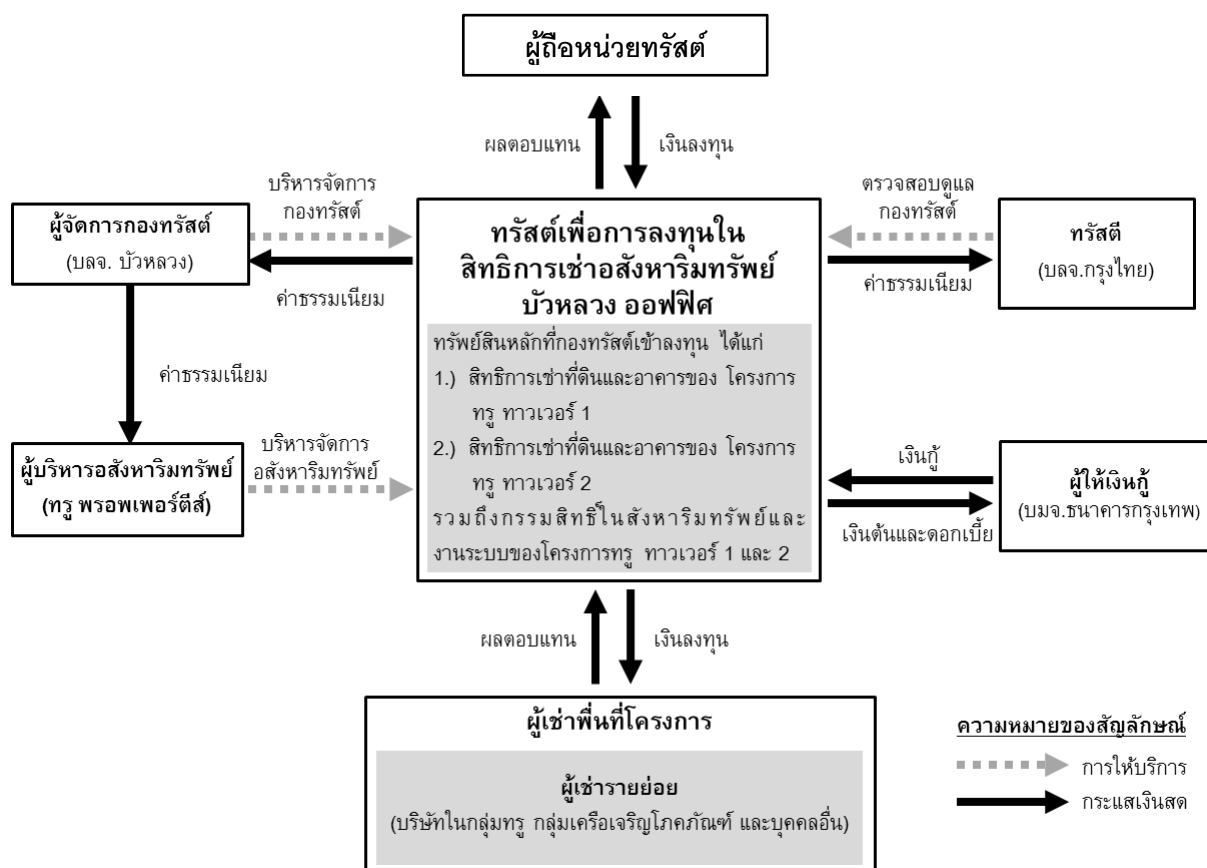 ผู้ถือหน่วยทรัสต์
ผลตอบแทน
เงินลงทุน
บริหารจัดการ
กองทรัสต์
ตรวจสอบดูแล
กองทรัสต์
ผู้จัดการกองทรัสต์
(บลจ. บัวหลวง)
ค่าธรรมเนียม
ทรัสต์เพื่อการลงทุนใน
สิทธิการเช่าอสังหาริมทรัพย์
บัวหลวง ออฟฟิศ
ทรัสตี
(บลจ.กรุงไทย)
ค่าธรรมเนียม
ทรัพย์สินหลักที่กองทรัสต์เข้าลงทุน ได้แก่
1.) สิทธิการเช่าที่ดินและอาคารของ โครงการ
ทรู ทาวเวอร์ 1
2.) สิทธิการเช่าที่ดินและอาคารของ โครงการ
ทรู ทาวเวอร์ 2
รวมถึงกรรมสิทธิ์ในสังหาริมทรัพย์และ
งานระบบของโครงการทรู ทาวเวอร์ 1 และ 2
ค่าธรรมเนียม
ผู้บริหารอสังหาริมทรัพย์
(ทรู พรอพเพอร์ตีส์)
บริหารจัดการ
อสังหาริมทรัพย์
เงินกู้
ผู้ให้เงินกู้
(บมจ.ธนาคารกรุงเทพ)
เงินต้นและดอกเบี้ย
ผลตอบแทน
เงินลงทุน
ผู้เช่าพื่นที่โครงการ
ผู้เช่ารายย่อย
(บริษัทในกลุ่มทรู กลุ่มเครือเจริญโภคภัณฑ์ และบุคคลอื่น)
ความหมายของสัญลักษณ์
การให้บริการ
กระแสเงินสด